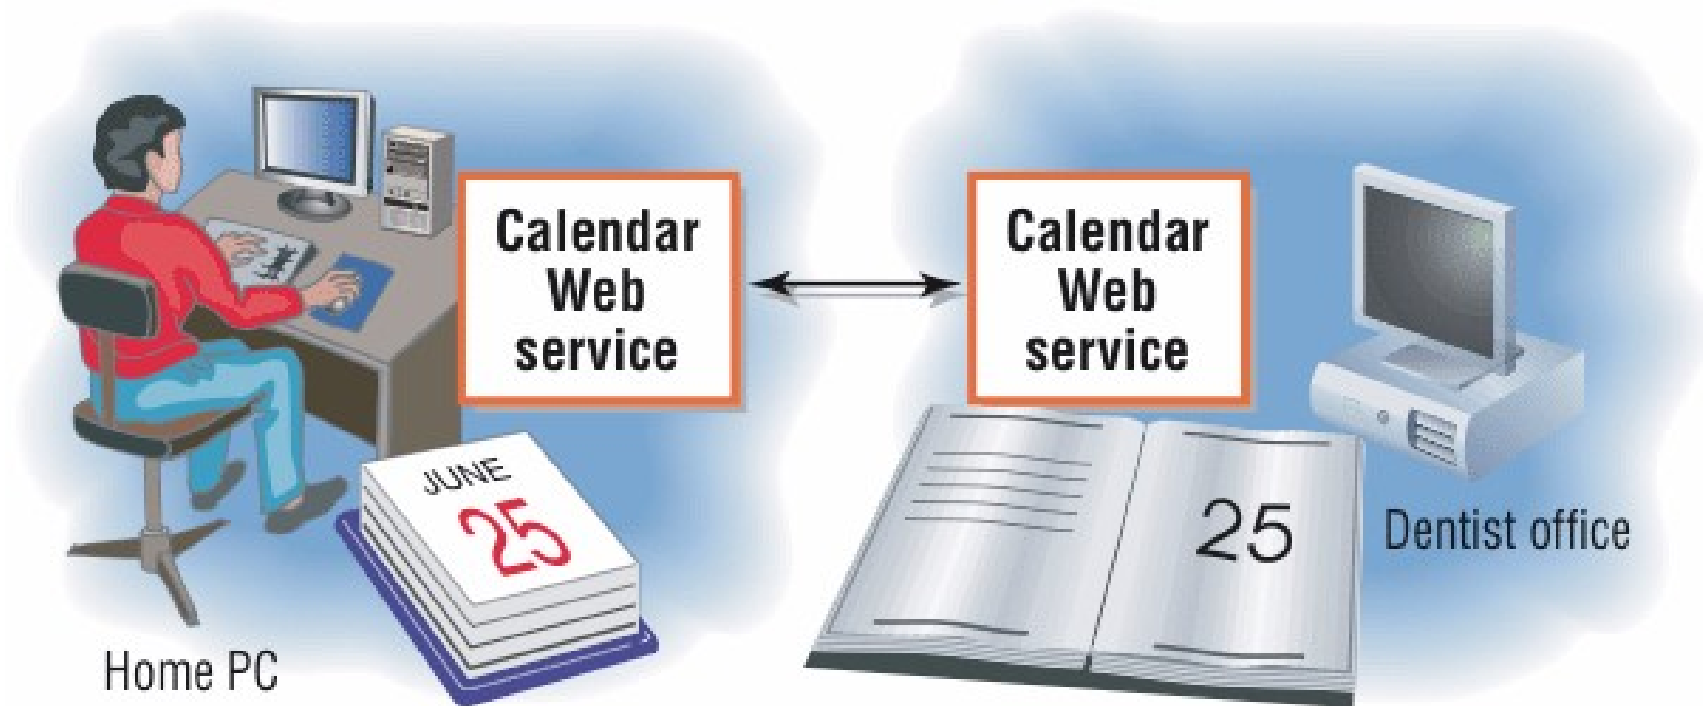 Calendar
Web
service
Calendar
Web
service
JUNE
25
25
Dentist office
Home PC